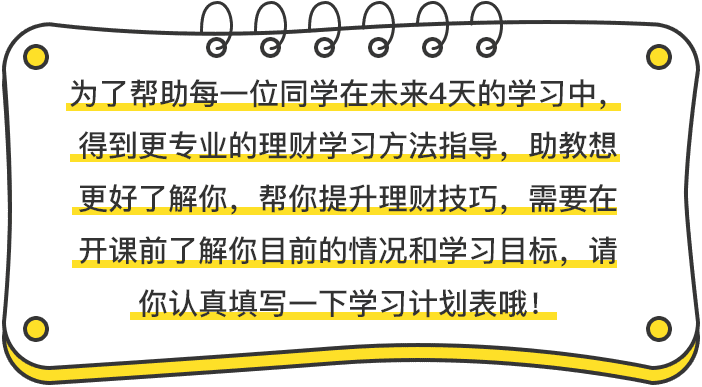 为了帮助每一位同学在未来4天的学习中，
得到更专业的理财学习方法指导，助教想
更好了解你，帮你提升理财技巧，需要在
开课前了解你目前的情况和学习目标，请
你认真填写一下学习计划表哦！